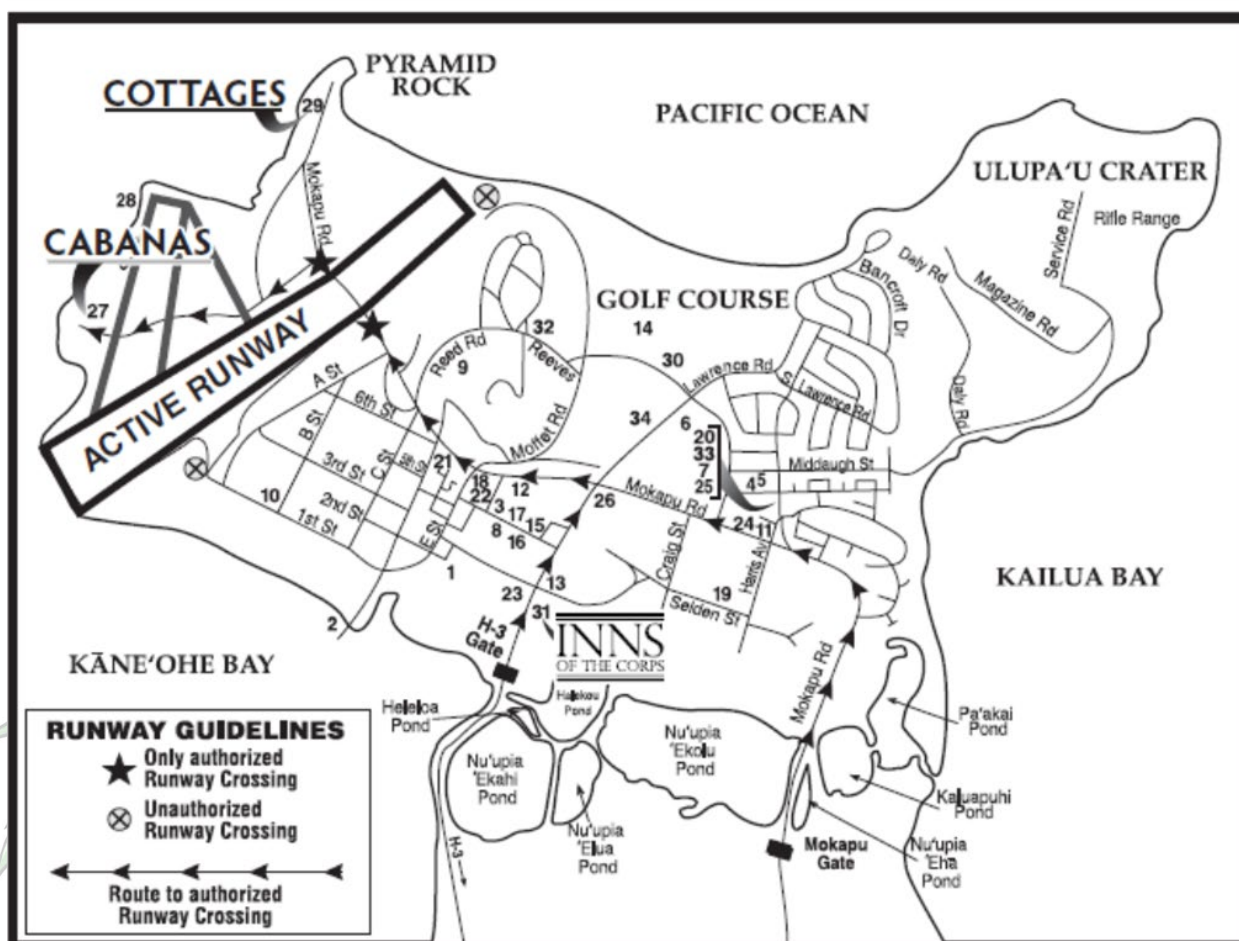 PYRAMID
ROCK
COTTAGES
29
PACIFIC OCEAN
ULUPA‘U CRATER
Rifle Range
Service Rd
Mokapu Rd
28
CABANAS
27
ACTIVE RUNWAY
GOLF COURSE
14
32
30
Bancroft Dr
Daly Rd
Magazine Rd
Daly Rd
Reed Rd
Reeves
9
Lawrence Rd
S. Lawrence Rd
A St
6th St
B St
C St
5th St
3rd St
2nd St
1st St
E St
10
21
18
22
12
3
17
15
8
16
Moffet Rd
34
6
20
33
7
25
4
5
Middaugh St
26
Mokapu Rd
24
11
Craig St
Harris Av
19
Selden St
1
2
23
13
31
H-3
Gate
INNS
OF THE CORPS
KAILUA BAY
KĀNE‘OHE BAY
Mokapu Rd
Heleloa
Pond
Halekou
Pond
Nu‘upia
‘Ekahi
Pond
Nu‘upia
‘Elua
Pond
Nu‘upia
‘Ekolu
Pond
Pa‘akai
Pond
Kaluapuhi
Pond
Mokapu
Gate
Nu‘upia
‘Eha
Pond
H-3
RUNWAY GUIDELINES
Only authorized
Runway Crossing
Unauthorized
Runway Crossing
Route to authorized
Runway Crossing